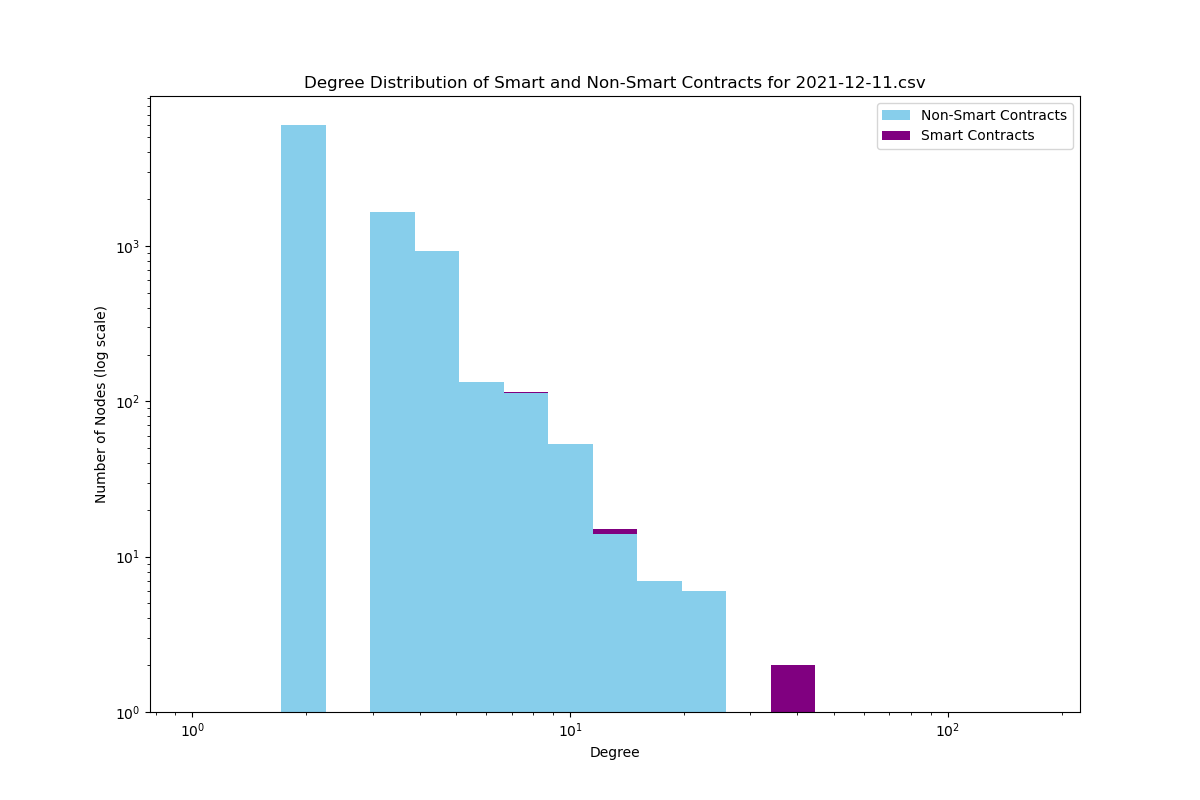 Degree Distribution of Smart and Non-Smart Contracts for 2021-12-11.csv
Non-Smart Contracts
Smart Contracts
Number of Nodes (log scale)
10³
10²
10¹
10⁰
10⁰ 10¹ 10²
Degree